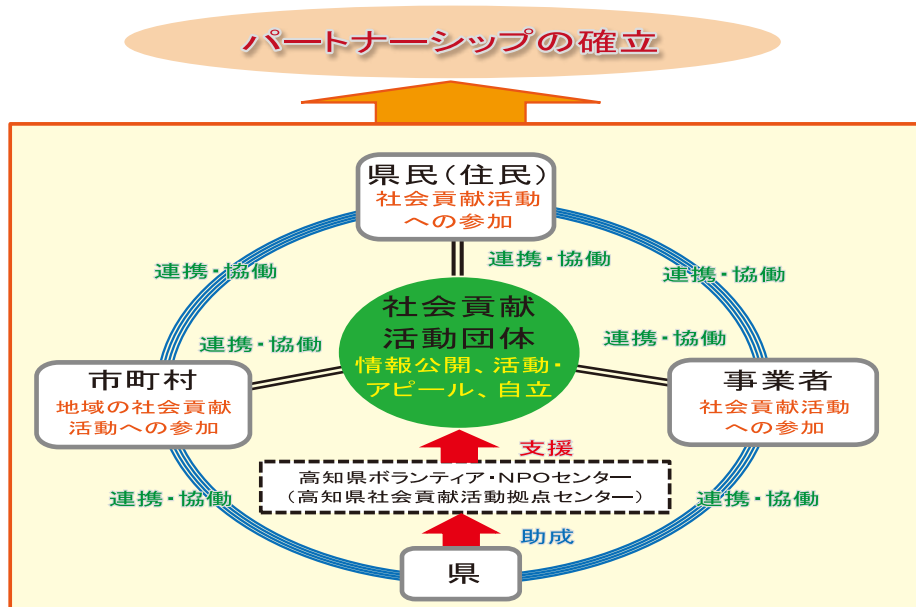 パートナーシップの確立
県民(住民)
社会貢献活動
への参加
連携・協働
連携・協働
連携・協働
社会貢献
活動団体
情報公開、活動・
アピール、自立
連携・協働
連携・協働
市町村
地域の社会貢献
活動への参加
事業者
社会貢献活動
への参加
支援
高知県ボランティア・NPOセンター
(高知県社会貢献活動拠点センター)
連携・協働
連携・協働
助成
県